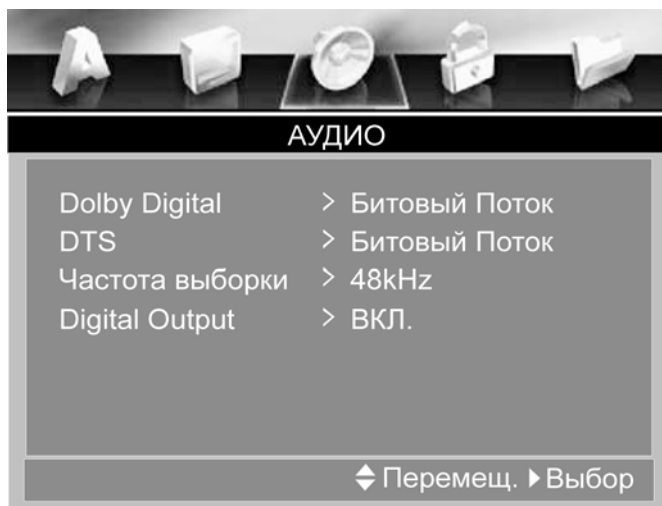 АУДИО
Dolby Digital > Битовый Поток
DTS > Битовый Поток
Частота выборки > 48kHz
Digital Output > ВКЛ.
Перемещ. Выбор